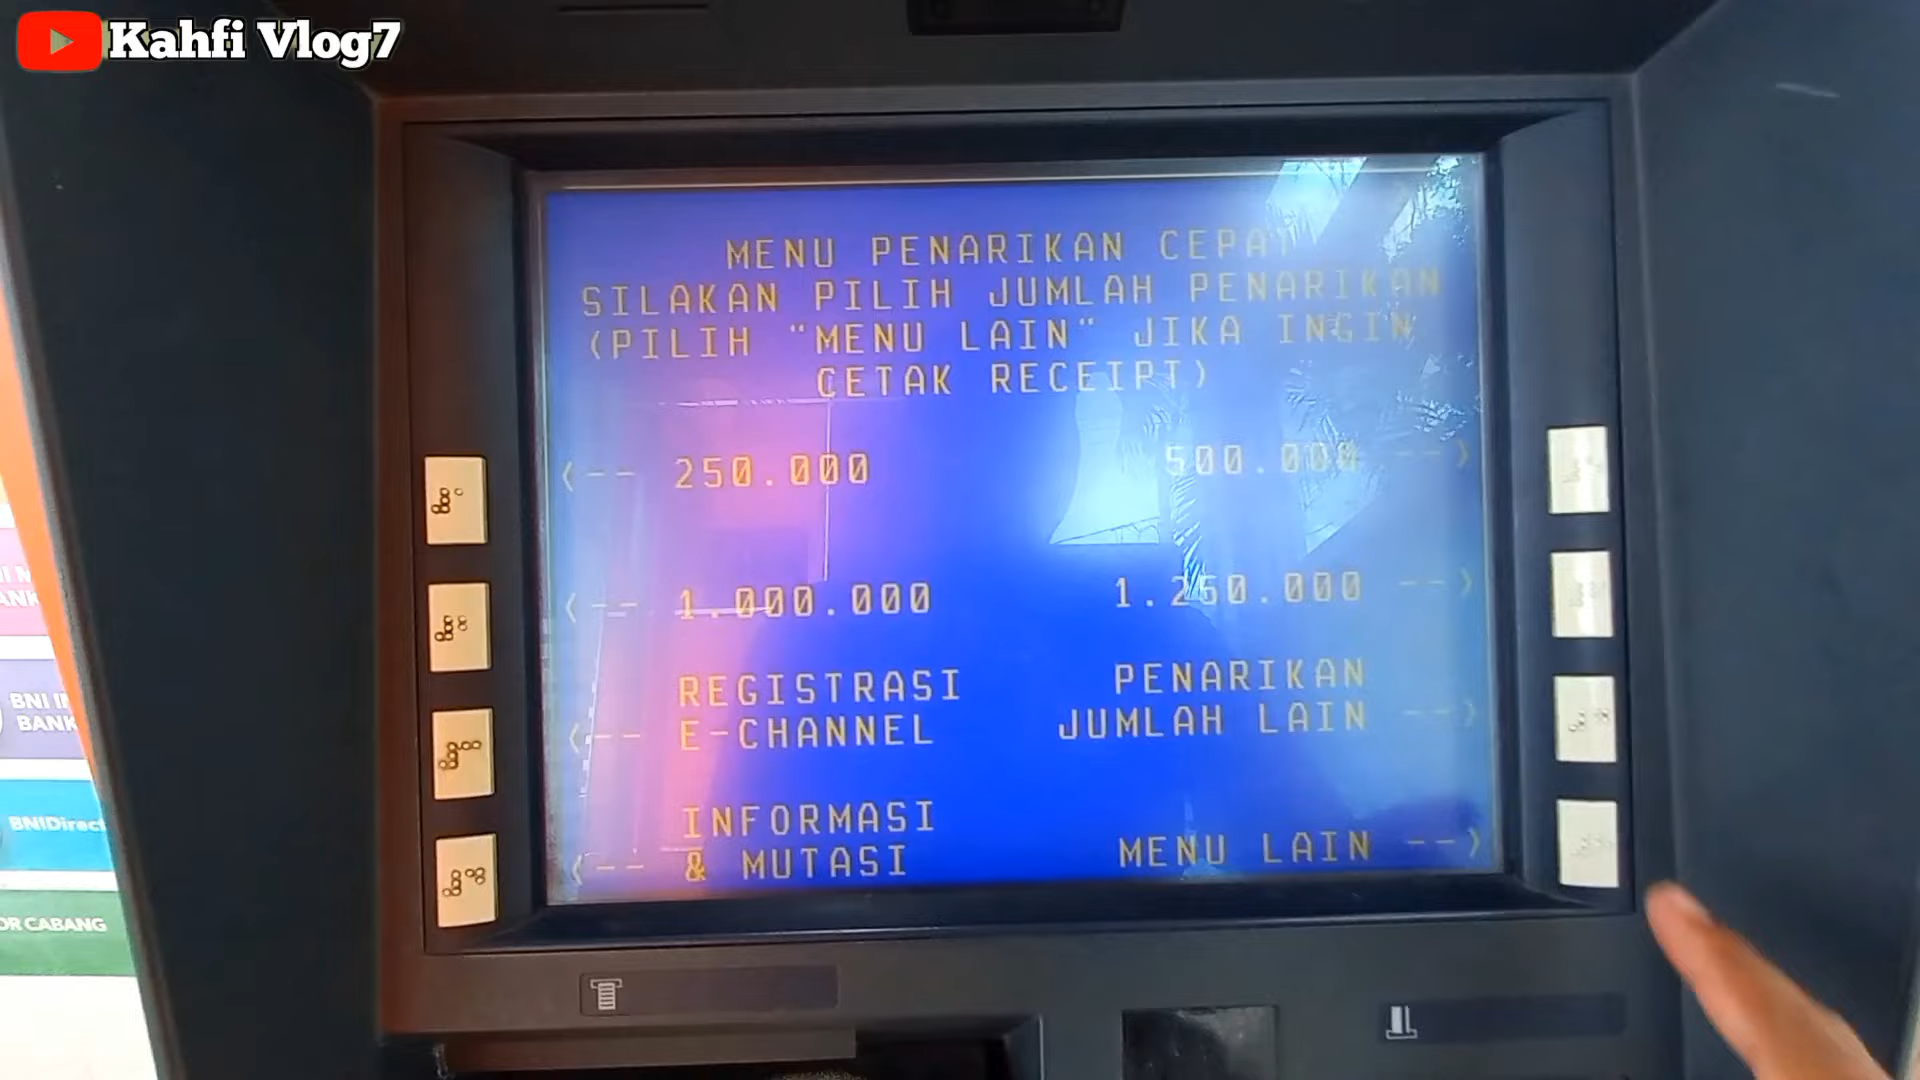 Kahfi Vlog7
MENU PENARIKAN CEPAT
SILAKAN PILIH JUMLAH PENARIKAN
(PILIH "MENU LAIN" JIKA INGIN
CETAK RECEIPT)
<-- 250.000
500.000 -->
<-- 1.000.000
1.250.000 -->
REGISTRASI
<-- E-CHANNEL
PENARIKAN
JUMLAH LAIN -->
INFORMASI
<-- & MUTASI
MENU LAIN -->
BNI
BANK
BNIDirect
CABANG